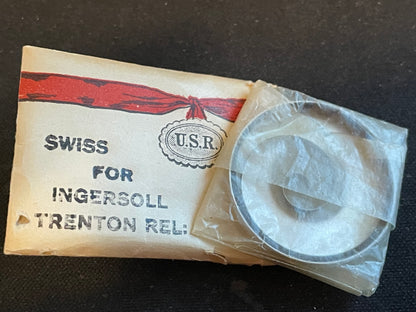 U.S.R.
SWISS
FOR
INGERSOLL
TRENTON REL: